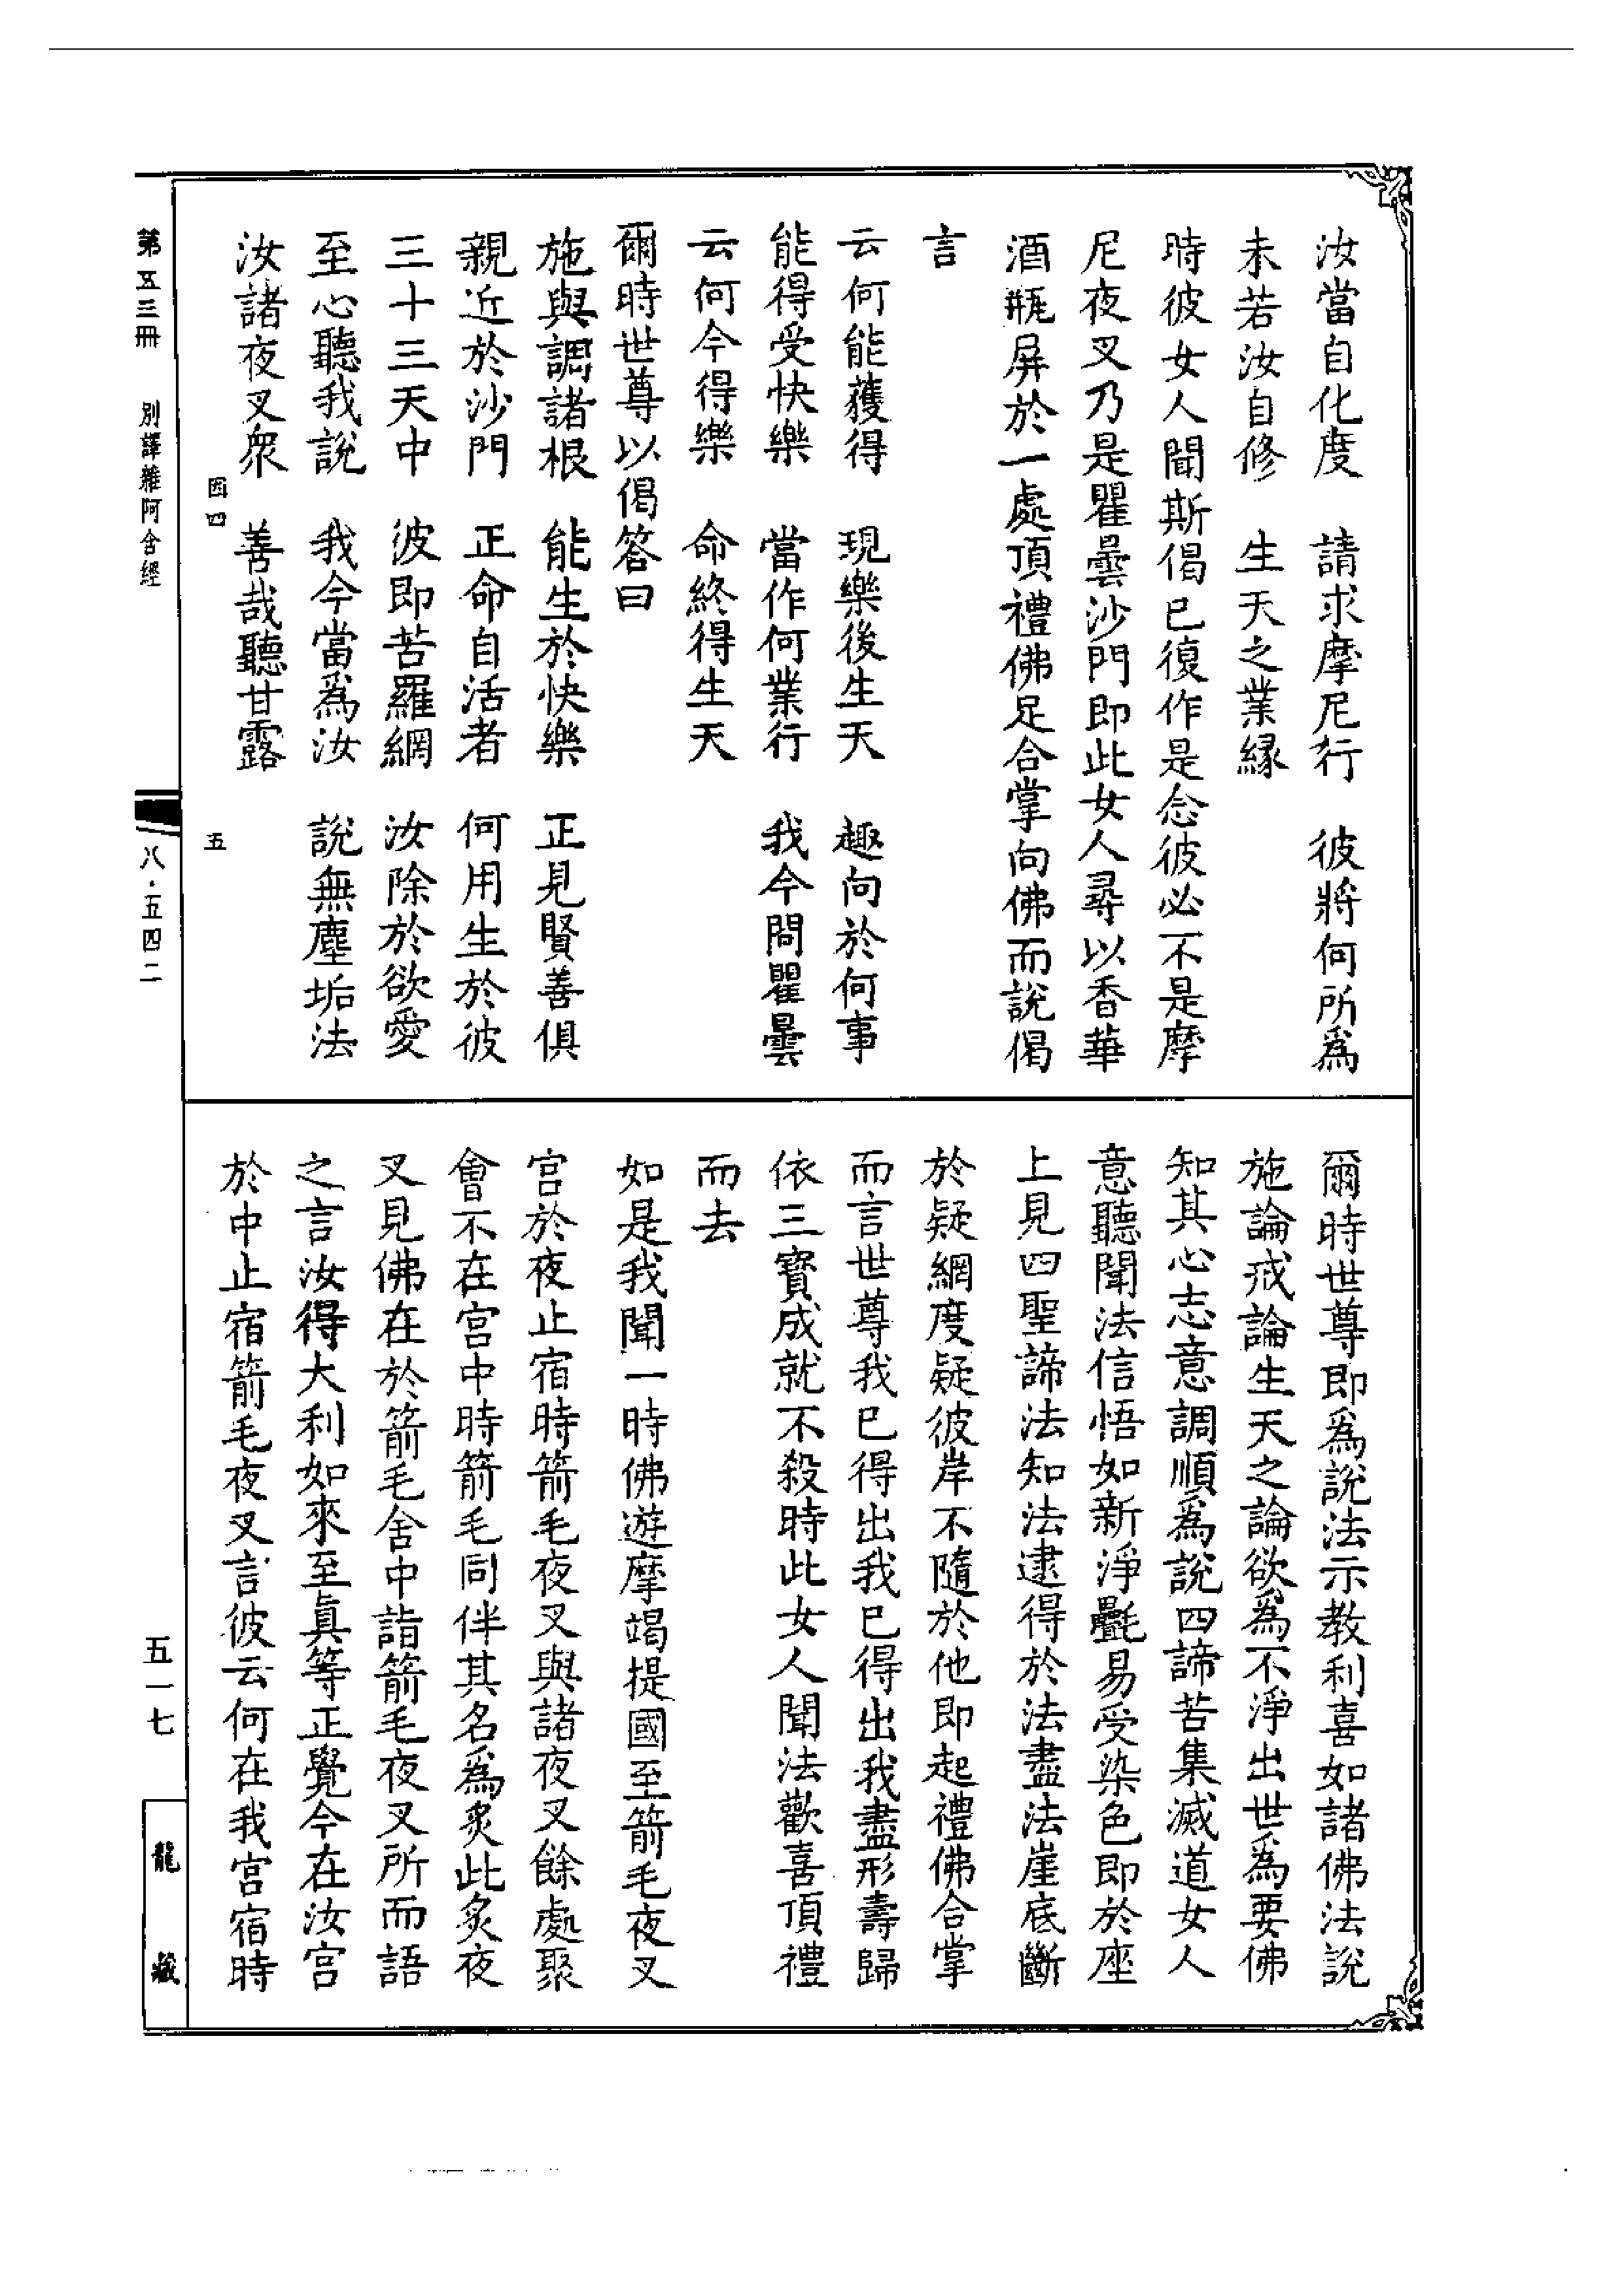 汝當自化度　請求摩尼行　彼將何所爲
未若汝自修　生天之業緣
時彼女人聞斯偈已復作是念彼必不是摩
尼夜叉乃是瞿曇沙門即此女人尋以香華
酒瓶屏於一處頂禮佛足合掌向佛而說偈
言
云何能獲得　現樂後生天　趣向於何事
能得受快樂　當作何業行　我今問瞿曇
云何今得樂　命終得生天
爾時世尊以偈答曰
施與調諸根　能生於快樂　正見賢善俱
親近於沙門　正命自活者　何用生於彼
三十三天中　彼即苦羅網　汝除於欲愛
至心聽我說　我今當爲汝　說無塵垢法
汝諸夜叉衆　善哉聽甘露
爾時世尊即爲說法示教利喜如諸佛法說
施論戒論生天之論欲爲不淨出世爲要佛
知其心志意調順爲說四諦苦集滅道女人
意聽聞法信悟如新淨㲲易受染色即於座
上見四聖諦法知法逮得於法盡法崖底斷
於疑網度疑彼岸不隨於他即起禮佛合掌
而言世尊我已得出我已得出我盡形壽歸
依三寶成就不殺時此女人聞法歡喜頂禮
而去
如是我聞一時佛遊摩竭提國至箭毛夜叉
宮於夜止宿時箭毛夜叉與諸夜叉餘處聚
會不在宮中時箭毛同伴其名爲炙此炙夜
叉見佛在於箭毛舍中詣箭毛夜叉所而語
之言汝得大利如來至眞等正覺今在汝宮
於中止宿箭毛夜叉言彼云何在我宮宿時
五
第五三冊　別譯雜阿含經
八·五四二
五一七
龍藏